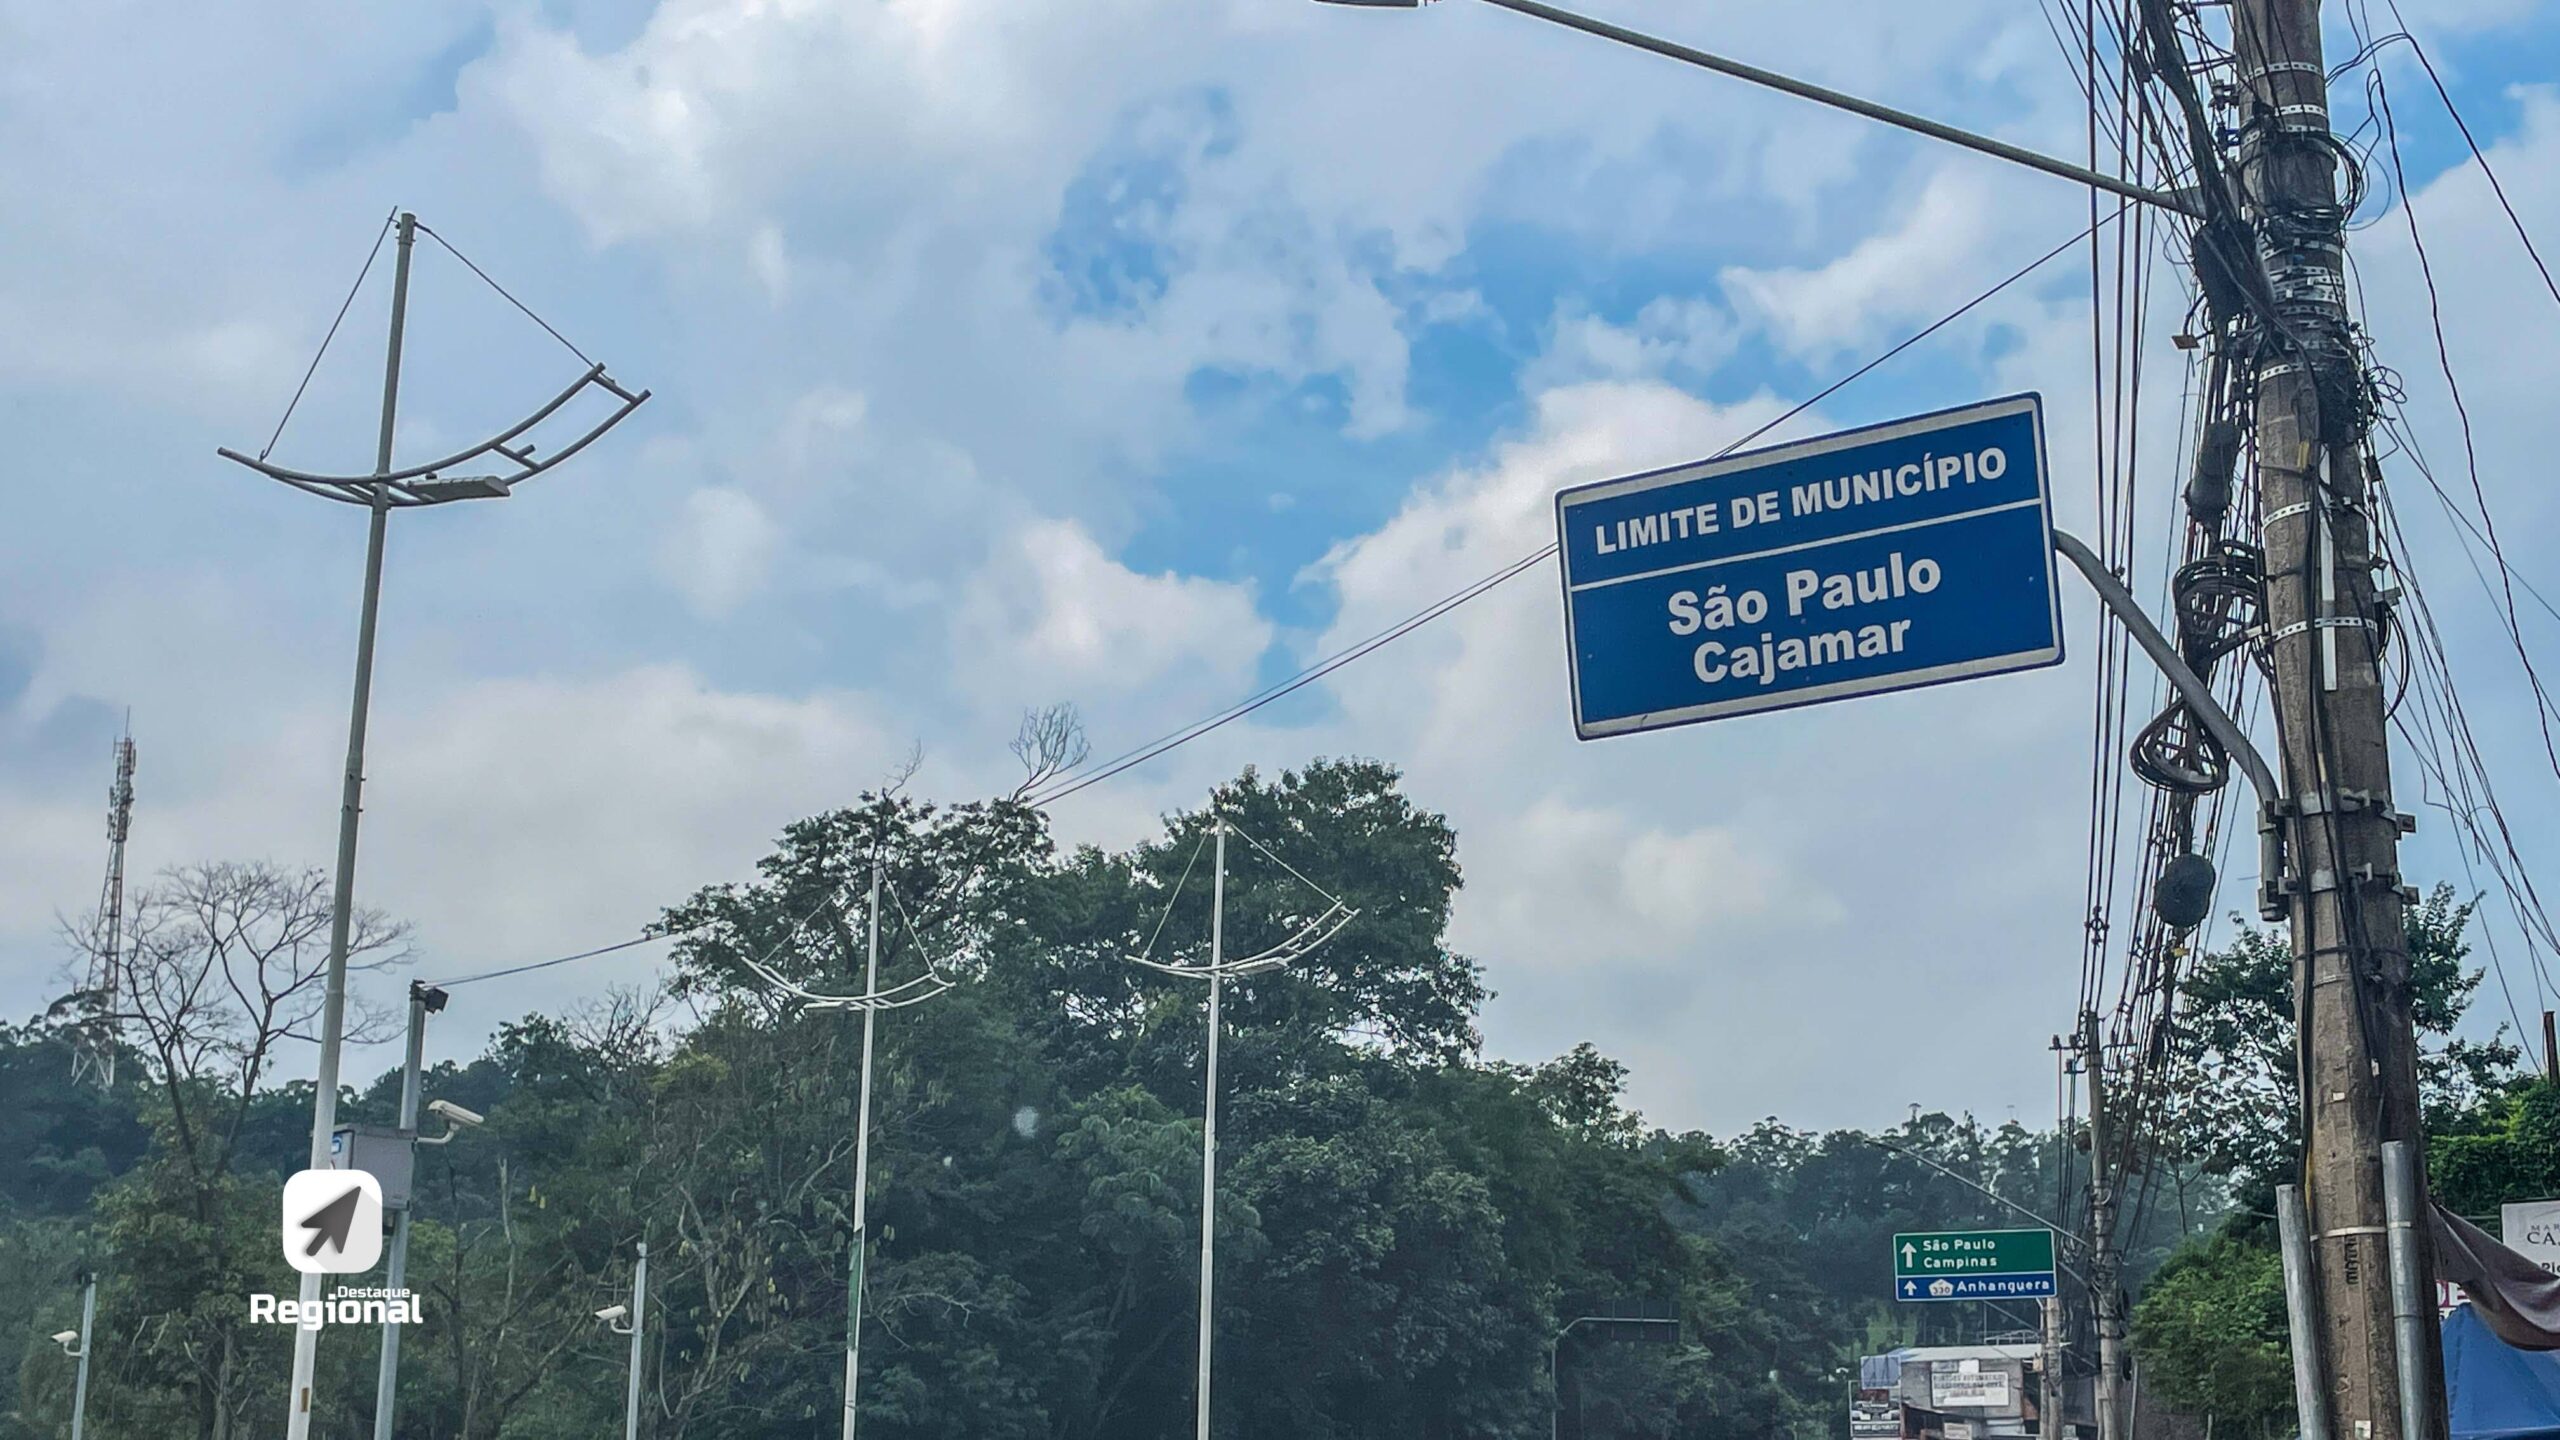 LIMITE DE MUNICÍPIO
São Paulo
Cajamar
São Paulo
Campinas
330 Anhanguera
Destaque
Regional